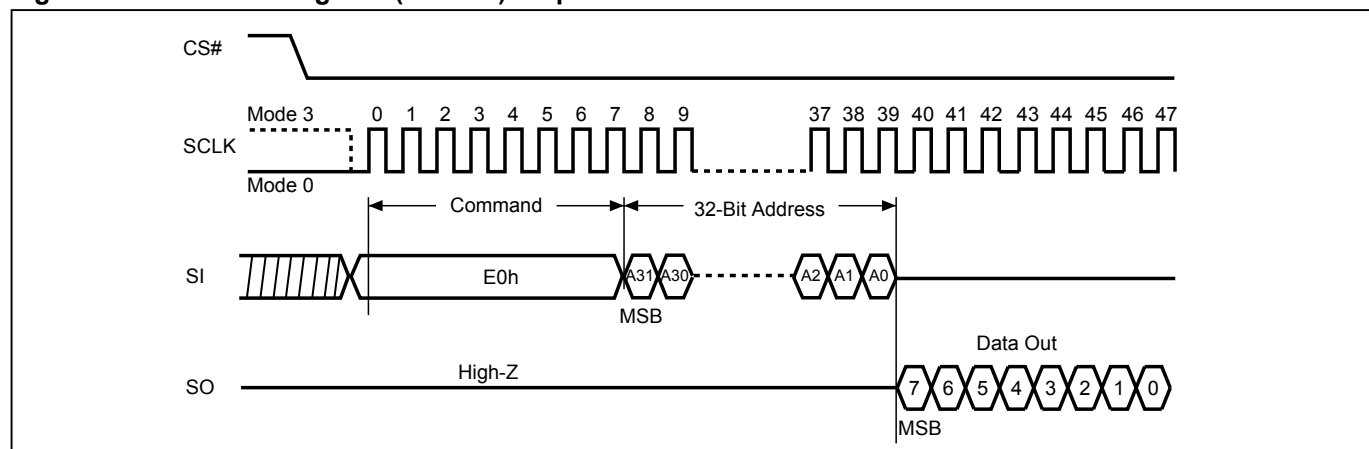 CS#
Mode 3 0 1 2 3 4 5 6 7 8 9 37 38 39 40 41 42 43 44 45 46 47
SCLK
Mode 0
Command 32-Bit Address
SI E0h A31 A30 A2 A1 A0
MSB
Data Out
High-Z
SO 7 6 5 4 3 2 1 0
MSB